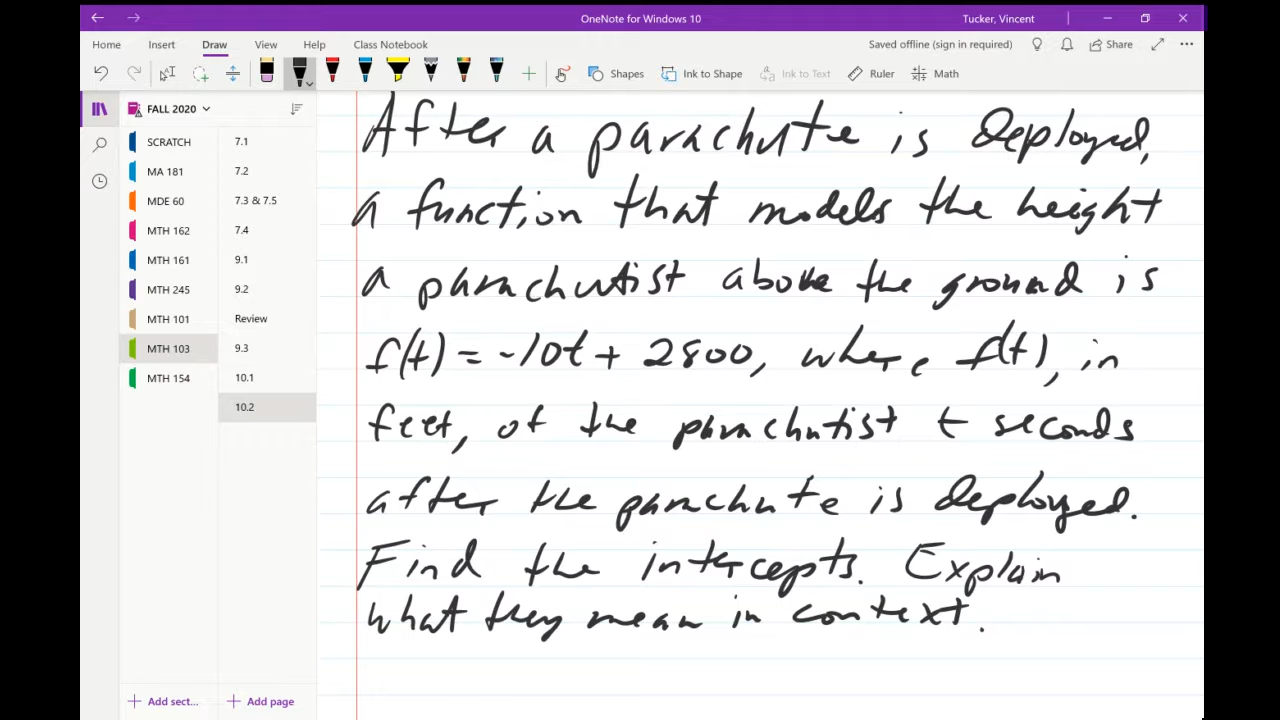 OneNote for Windows 10
Tucker, Vincent
Home Insert Draw View Help Class Notebook
Saved offline (sign in required) Share
Shapes Ink to Shape Ink to Text Ruler Math
FALL 2020
SCRATCH 7.1
MA 181 7.2
MDE 60 7.3 & 7.5
MTH 162 7.4
MTH 161 9.1
MTH 245 9.2
MTH 101 Review
MTH 103 9.3
MTH 154 10.1
10.2
After a parachute is deployed,
a function that models the height
a parachutist above the ground is
f(t) = -10t + 2800, where f(t), in
feet, of the parachutist t seconds
after the parachute is deployed.
Find the intercepts. Explain
what they mean in context.
Add sect... Add page